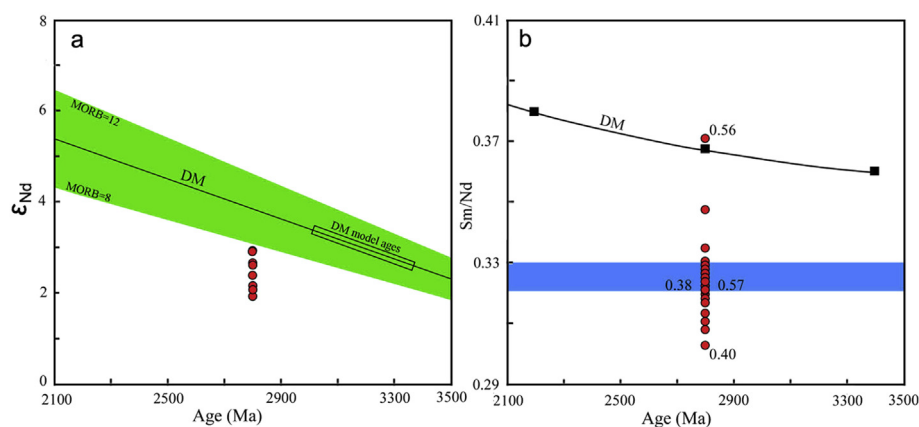 a
8
6
4
2
0
εNd
MORB=12
DM
MORB=8
DM model ages
2100 2500 2900 3300 3500
Age (Ma)
b
0.41
0.37
0.33
0.29
Sm/Nd
DM
0.56
0.38 0.57
0.40
2100 2500 2900 3300 3500
Age (Ma)